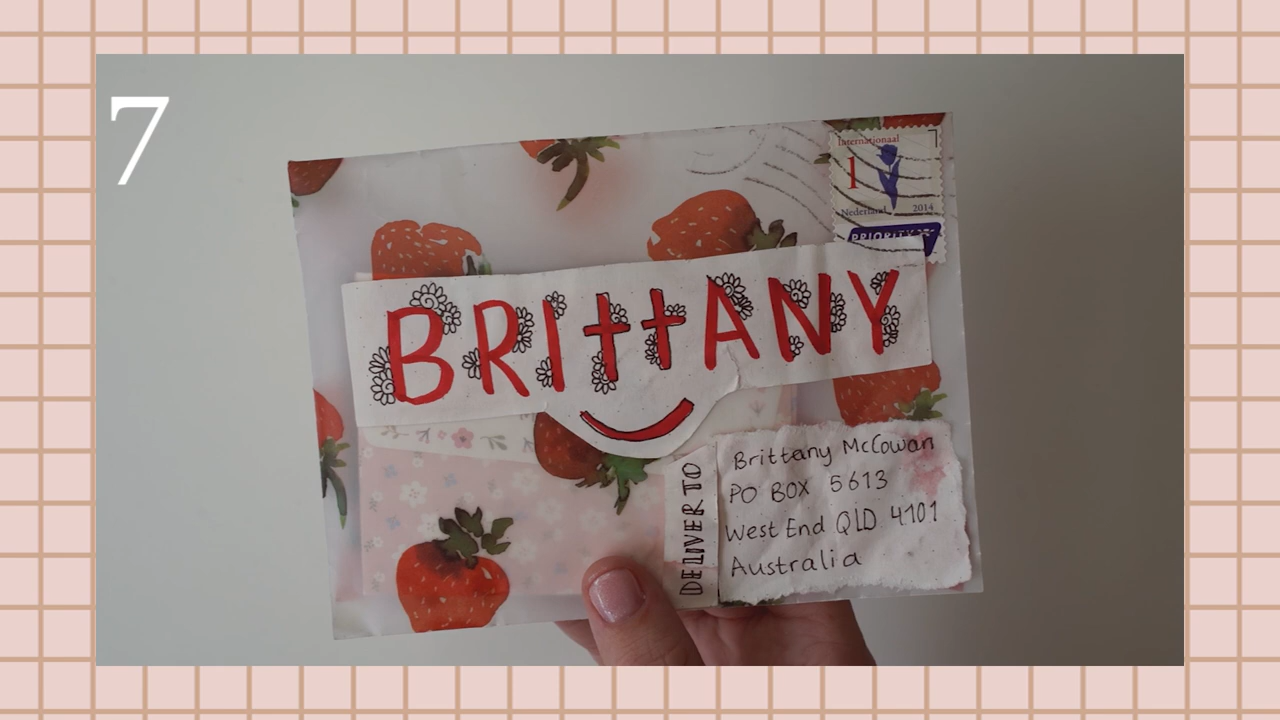 7
Internationaal
1
Nederland 2014
PRIORITY
BRIttANY
DELIVER TO
Brittany McCowan
PO BOX 5613
West End QLD 4101
Australia